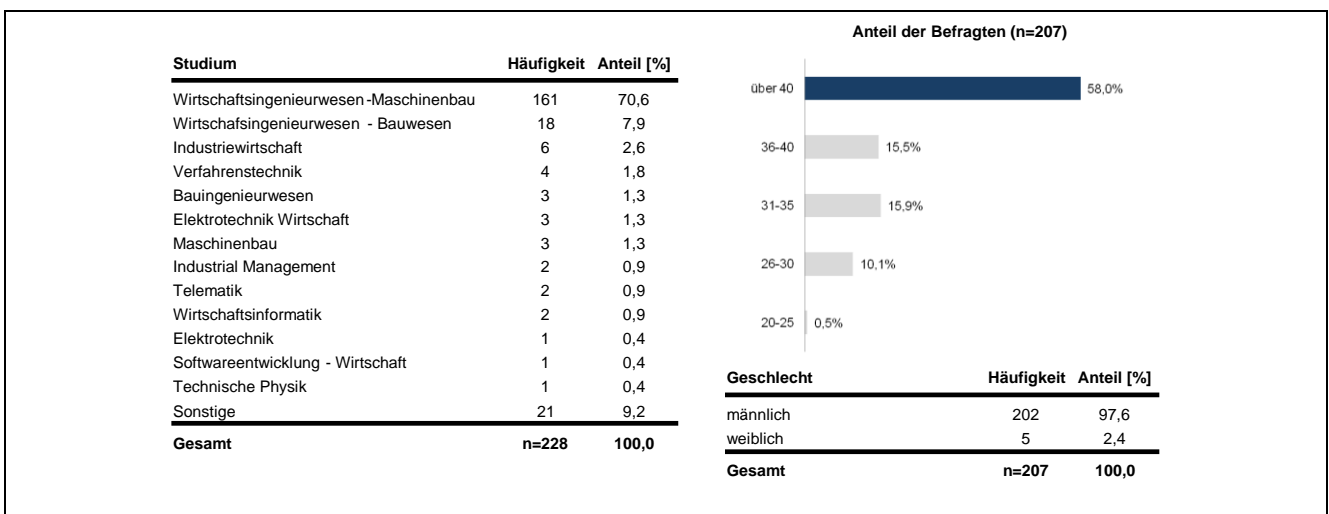 Studium Häufigkeit Anteil [%]
Wirtschaftsingenieurwesen-Maschinenbau 161 70,6
Wirtschafsingenieurwesen - Bauwesen 18 7,9
Industriewirtschaft 6 2,6
Verfahrenstechnik 4 1,8
Bauingenieurwesen 3 1,3
Elektrotechnik Wirtschaft 3 1,3
Maschinenbau 3 1,3
Industrial Management 2 0,9
Telematik 2 0,9
Wirtschaftsinformatik 2 0,9
Elektrotechnik 1 0,4
Softwareentwicklung - Wirtschaft 1 0,4
Technische Physik 1 0,4
Sonstige 21 9,2
Gesamt n=228 100,0
Anteil der Befragten (n=207)
über 40 58,0%
36-40 15,5%
31-35 15,9%
26-30 10,1%
20-25 0,5%
Geschlecht Häufigkeit Anteil [%]
männlich 202 97,6
weiblich 5 2,4
Gesamt n=207 100,0